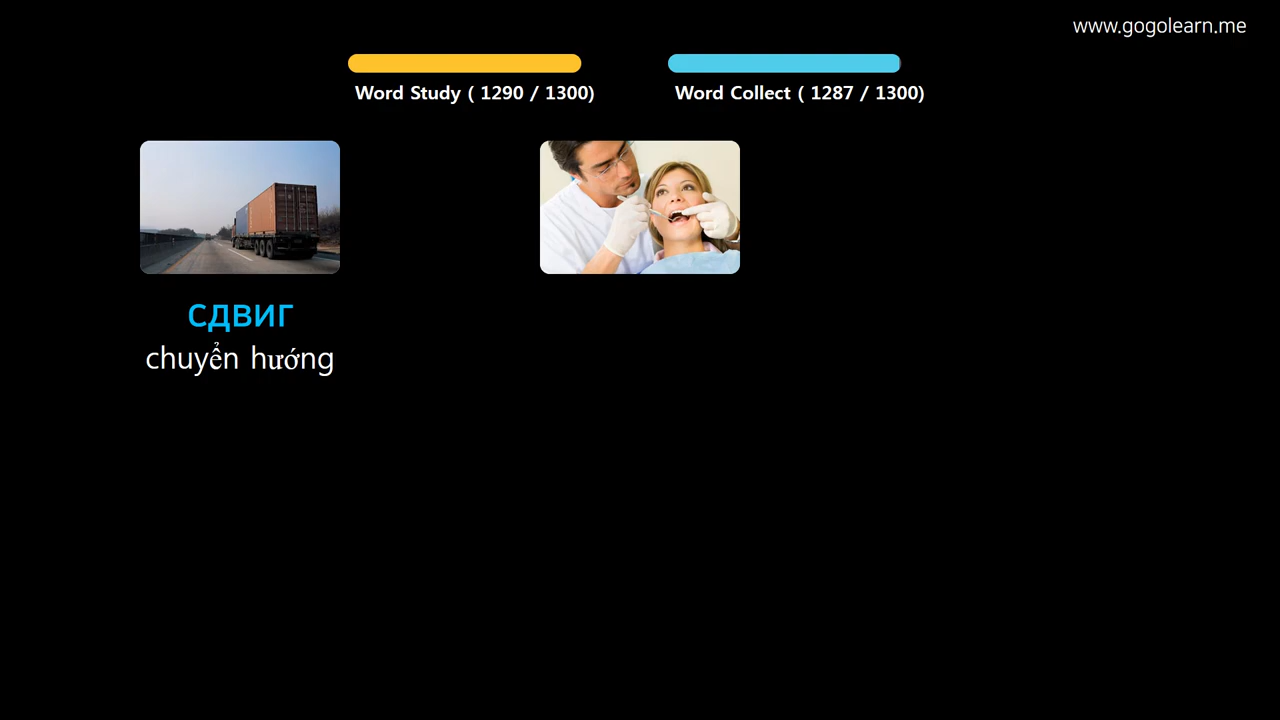 www.gogolearn.me
Word Study ( 1290 / 1300)
Word Collect ( 1287 / 1300)
сдвиг
chuyển hướng